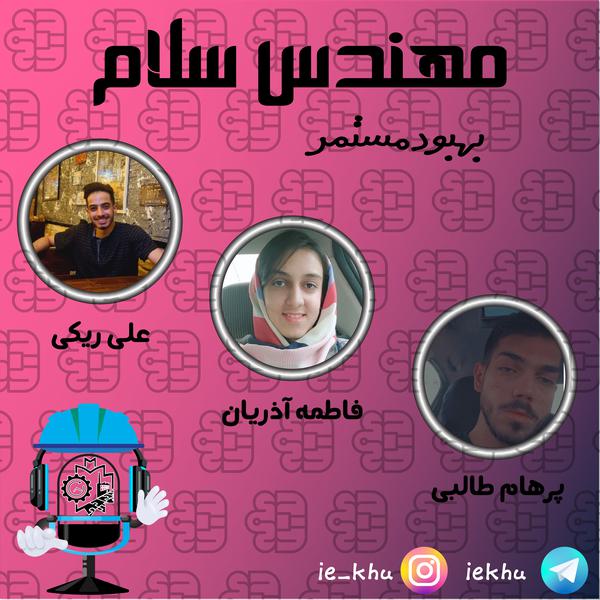 مهندس سلام
بهبود مستمر
علی ریکی
فاطمه آذریان
پرهام طالبی
ie_khu
iekhu